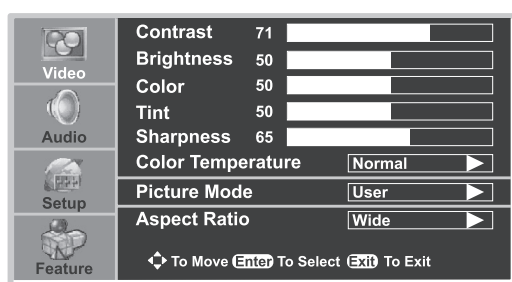 Video
Audio
Setup
Feature
Contrast 71
Brightness 50
Color 50
Tint 50
Sharpness 65
Color Temperature Normal
Picture Mode User
Aspect Ratio Wide
To Move Enter To Select Exit To Exit